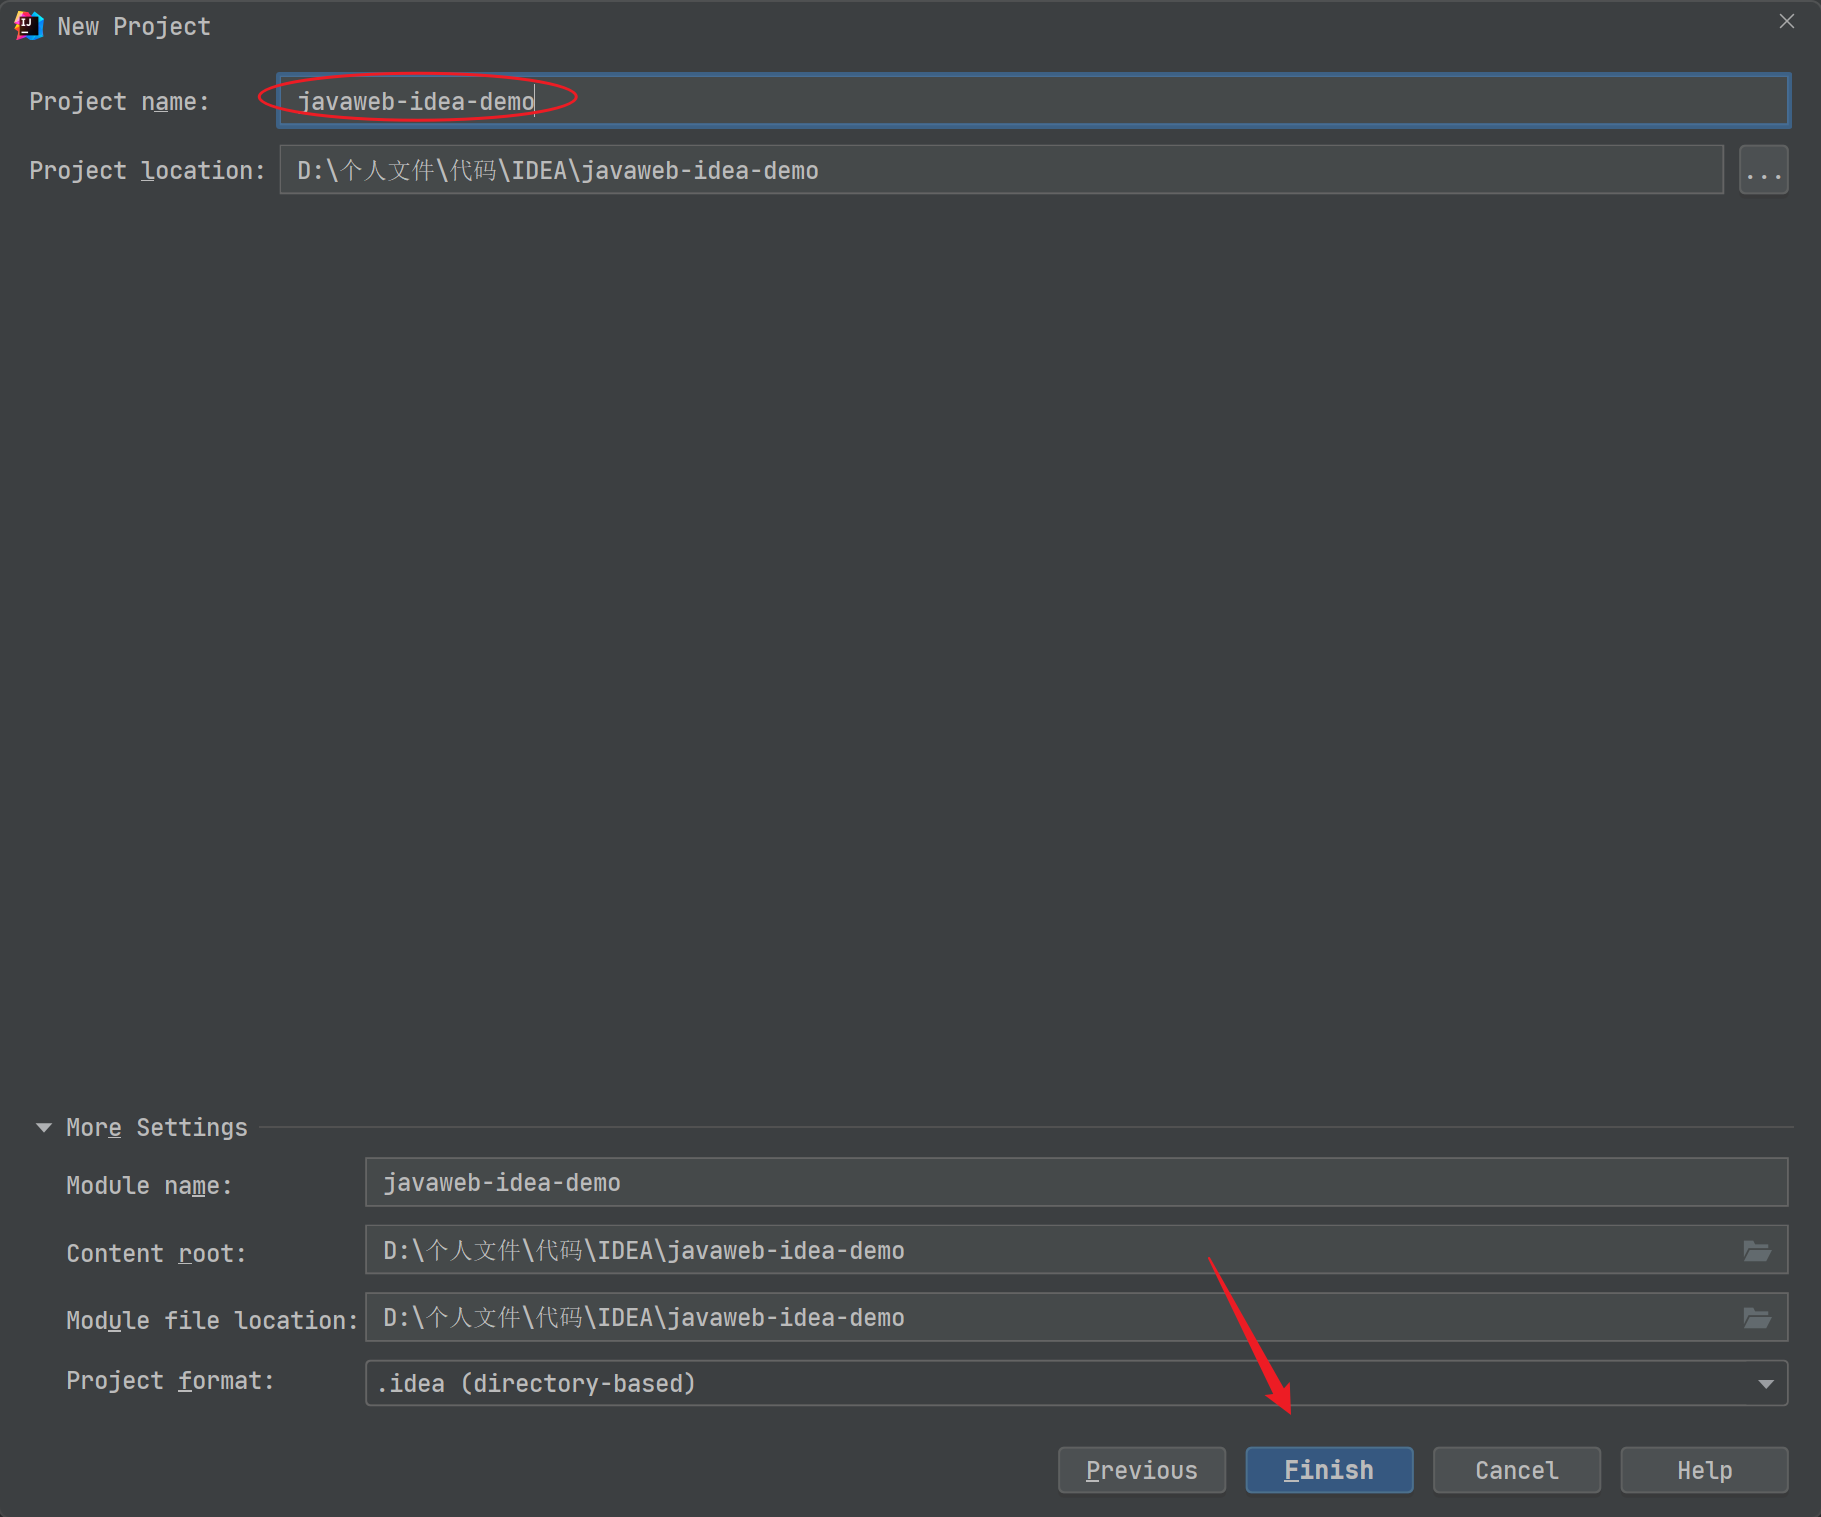 IJ
New Project
Project name: javaweb-idea-demo
Project location: D:\个人文件\代码\IDEA\javaweb-idea-demo ...
More Settings
Module name: javaweb-idea-demo
Content root: D:\个人文件\代码\IDEA\javaweb-idea-demo
Module file location: D:\个人文件\代码\IDEA\javaweb-idea-demo
Project format: .idea (directory-based)
Previous Finish Cancel Help